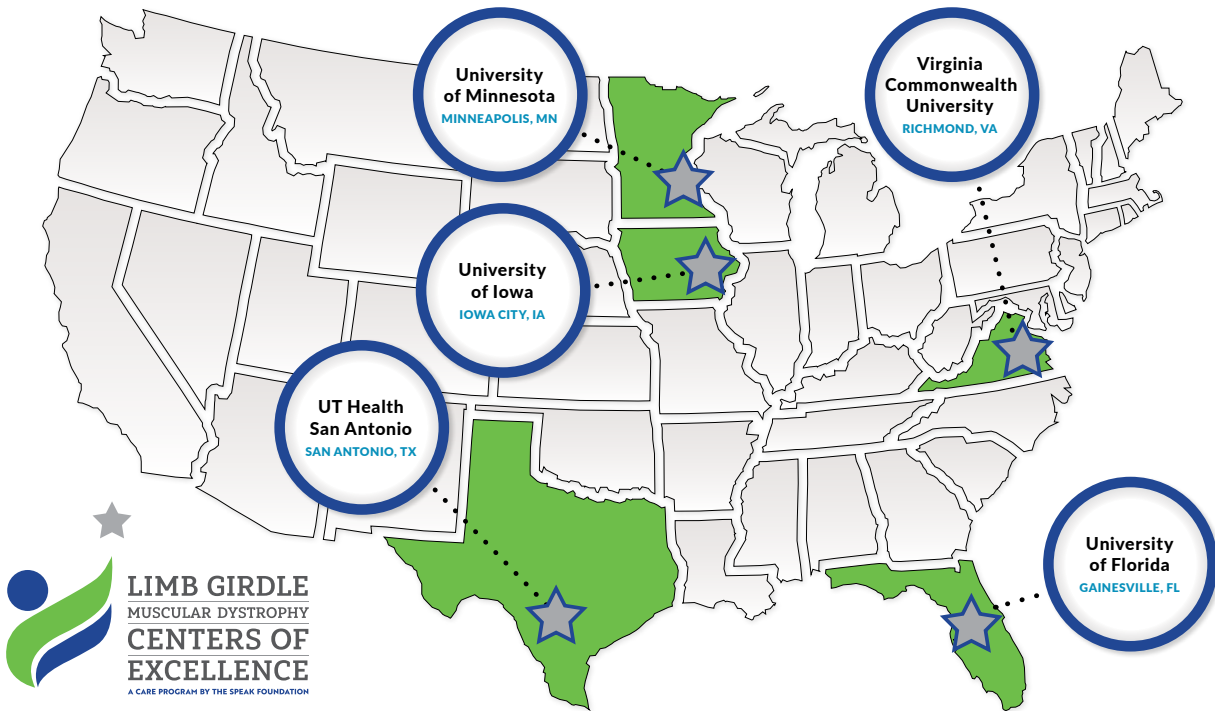 University
of Minnesota
MINNEAPOLIS, MN
Virginia
Commonwealth
University
RICHMOND, VA
University
of Iowa
IOWA CITY, IA
UT Health
San Antonio
SAN ANTONIO, TX
University
of Florida
GAINESVILLE, FL
LIMB GIRDLE
MUSCULAR DYSTROPHY
CENTERS OF
EXCELLENCE
A CARE PROGRAM BY THE SPEAK FOUNDATION